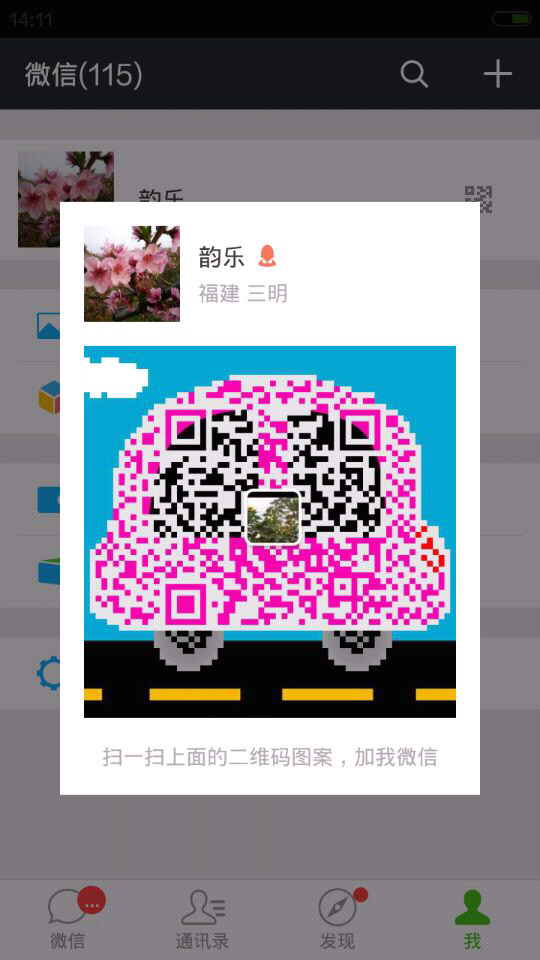 14:11
微信(115)
韵乐
韵乐
福建 三明
扫一扫上面的二维码图案，加我微信
微信
通讯录
发现
我